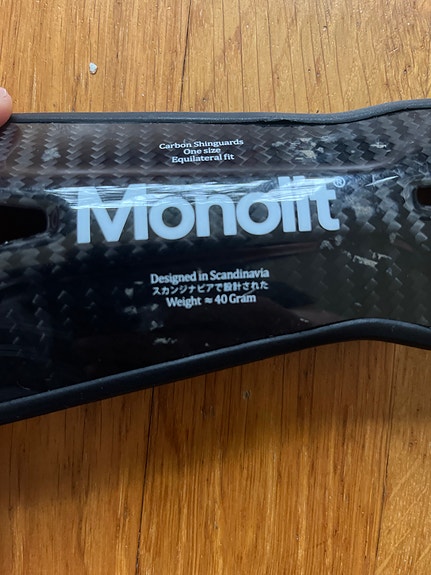 Carbon Shinguards
One size
Equilateral fit
Monolit®
Designed in Scandinavia
スカンジナビアで設計された
Weight ≈ 40 Gram